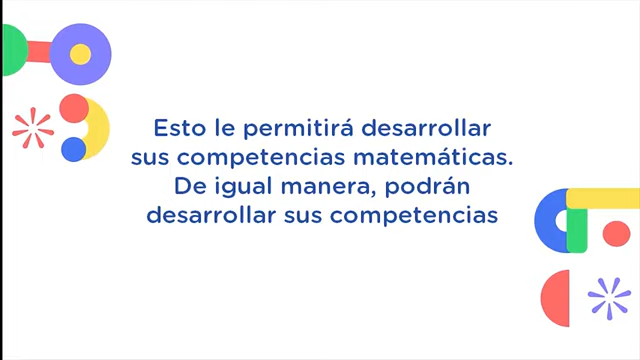 Esto le permitirá desarrollar
sus competencias matemáticas.
De igual manera, podrán
desarrollar sus competencias